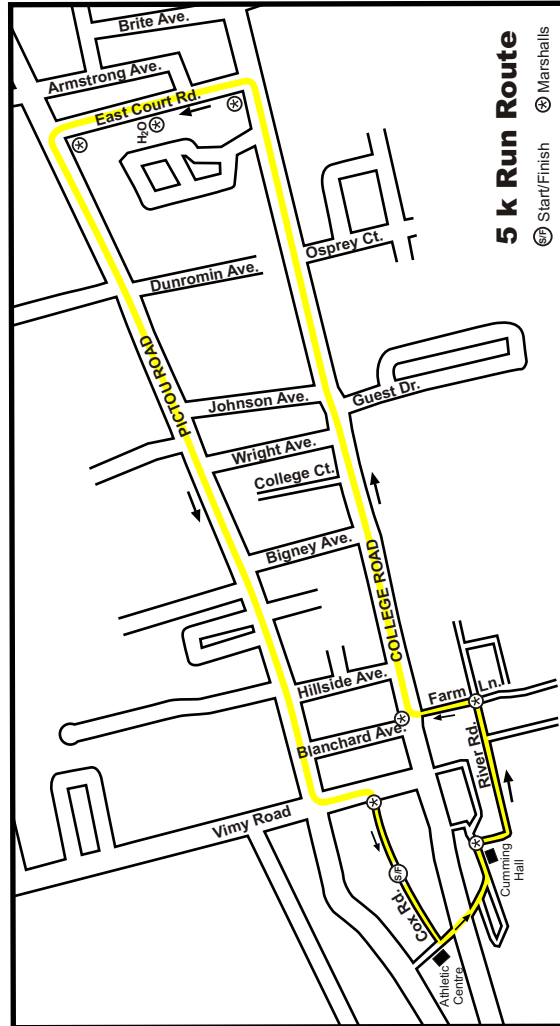 Brite Ave.
Armstrong Ave.
East Court Rd.
H₂O
Dunromin Ave.
Osprey Ct.
PICTOU ROAD
Johnson Ave.
Guest Dr.
Wright Ave.
College Ct.
Bigney Ave.
COLLEGE ROAD
Hillside Ave.
Farm Ln.
Blanchard Ave.
River Rd.
Vimy Road
Cox Rd.
S/F
Cumming
Hall
Athletic
Centre
5 k Run Route
S/F Start/Finish
Marshalls